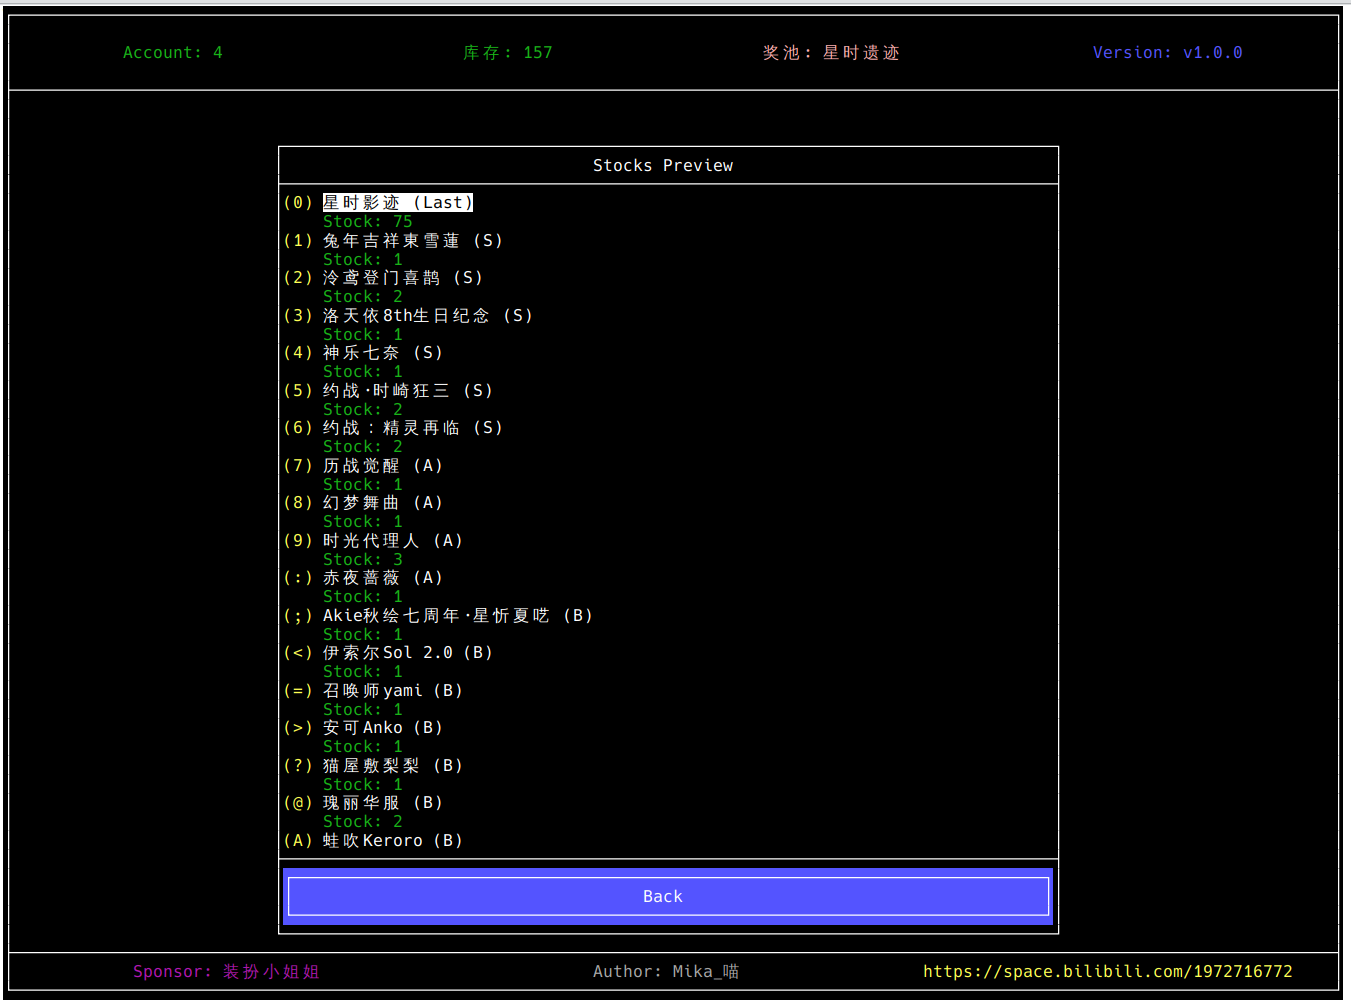 Account: 4 库存: 157 奖池: 星时遗迹 Version: v1.0.0
Stocks Preview
(0) 星时影迹 (Last)
Stock: 75
(1) 兔年吉祥東雪蓮 (S)
Stock: 1
(2) 泠鸢登门喜鹊 (S)
Stock: 2
(3) 洛天依8th生日纪念 (S)
Stock: 1
(4) 神乐七奈 (S)
Stock: 1
(5) 约战·时崎狂三 (S)
Stock: 2
(6) 约战：精灵再临 (S)
Stock: 2
(7) 历战觉醒 (A)
Stock: 1
(8) 幻梦舞曲 (A)
Stock: 1
(9) 时光代理人 (A)
Stock: 3
(:) 赤夜蔷薇 (A)
Stock: 1
(;) Akie秋绘七周年·星忻夏呓 (B)
Stock: 1
(<) 伊索尔Sol 2.0 (B)
Stock: 1
(=) 召唤师yami (B)
Stock: 1
(>) 安可Anko (B)
Stock: 1
(?) 猫屋敷梨梨 (B)
Stock: 1
(@) 瑰丽华服 (B)
Stock: 2
(A) 蛙吹Keroro (B)
Back
Sponsor: 装扮小姐姐 Author: Mika_喵 https://space.bilibili.com/1972716772